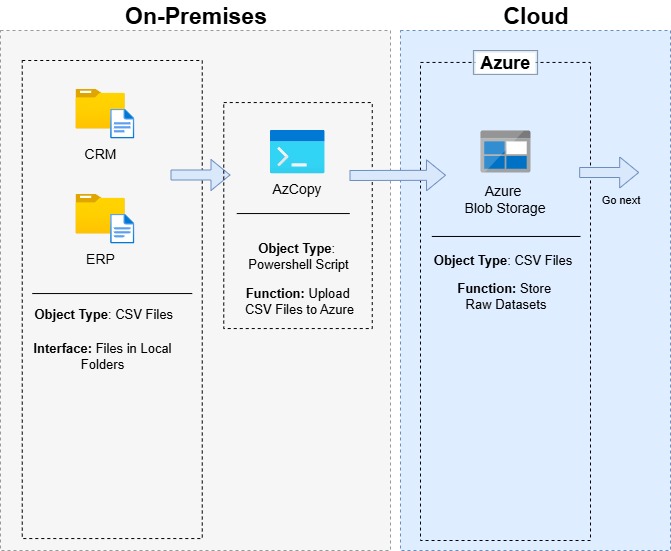 On-Premises
CRM
ERP
Object Type: CSV Files
Interface: Files in Local
Folders
AzCopy
Object Type:
Powershell Script
Function: Upload
CSV Files to Azure
Cloud
Azure
Azure
Blob Storage
Object Type: CSV Files
Function: Store
Raw Datasets
Go next